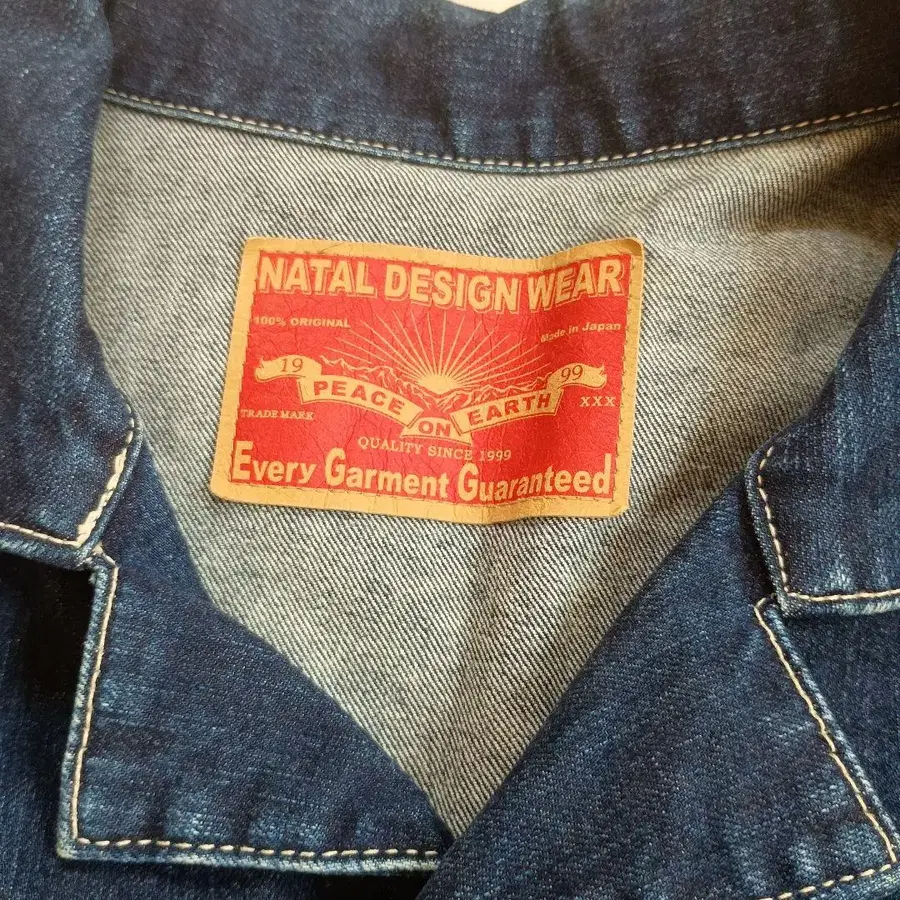 NATAL DESIGN WEAR
100% ORIGINAL
Made in Japan
19 99
PEACE ON EARTH
TRADE MARK
XXX
QUALITY SINCE 1999
Every Garment Guaranteed